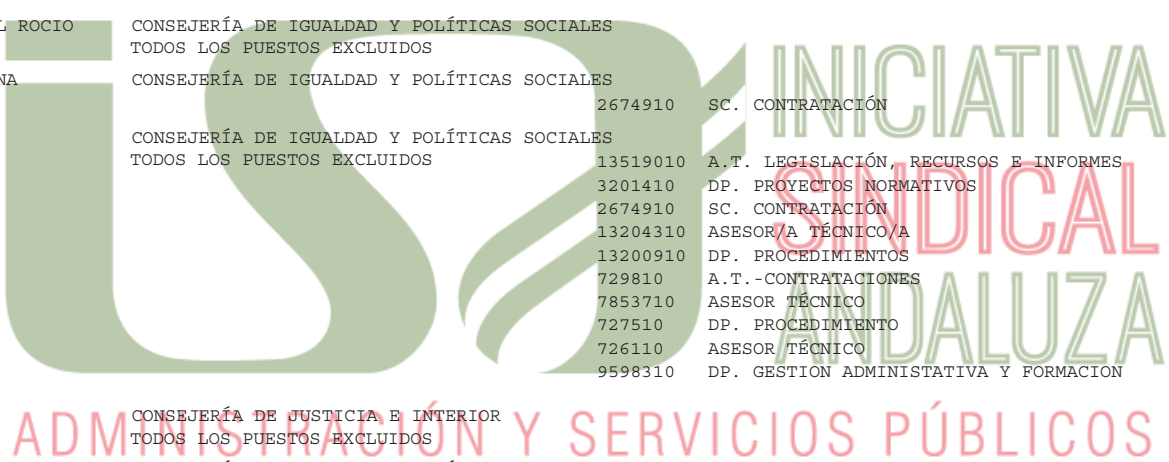 L ROCIO CONSEJERÍA DE IGUALDAD Y POLÍTICAS SOCIALES
TODOS LOS PUESTOS EXCLUIDOS
NA CONSEJERÍA DE IGUALDAD Y POLÍTICAS SOCIALES
2674910 SC. CONTRATACIÓN
CONSEJERÍA DE IGUALDAD Y POLÍTICAS SOCIALES
TODOS LOS PUESTOS EXCLUIDOS 13519010 A.T. LEGISLACIÓN, RECURSOS E INFORMES
3201410 DP. PROYECTOS NORMATIVOS
2674910 SC. CONTRATACIÓN
13204310 ASESOR/A TÉCNICO/A
13200910 DP. PROCEDIMIENTOS
729810 A.T.-CONTRATACIONES
7853710 ASESOR TÉCNICO
727510 DP. PROCEDIMIENTO
726110 ASESOR TÉCNICO
9598310 DP. GESTION ADMINISTATIVA Y FORMACION
CONSEJERÍA DE JUSTICIA E INTERIOR
TODOS LOS PUESTOS EXCLUIDOS
isa
INICIATIVA
SINDICAL
ANDALUZA
ADMINISTRACIÓN Y SERVICIOS PÚBLICOS